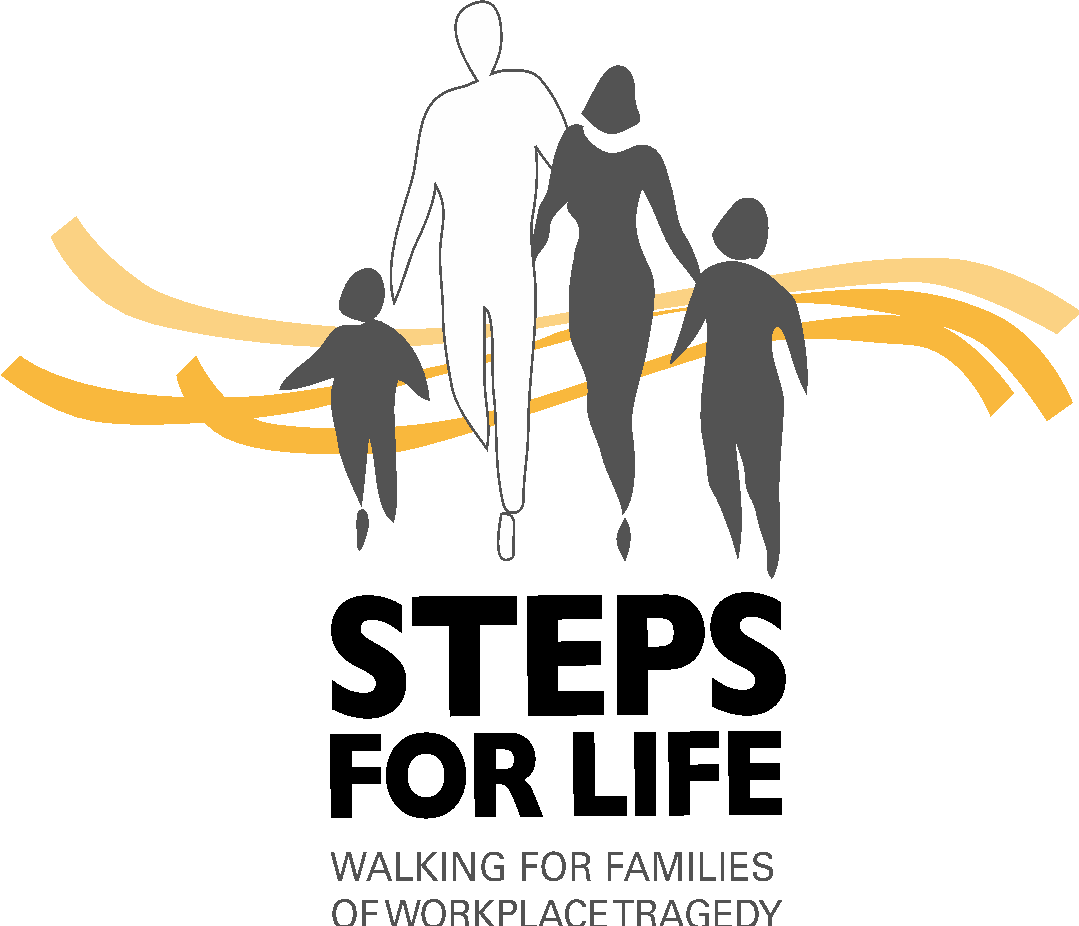 STEPS
FOR LIFE
WALKING FOR FAMILIES
OF WORKPLACE TRAGEDY